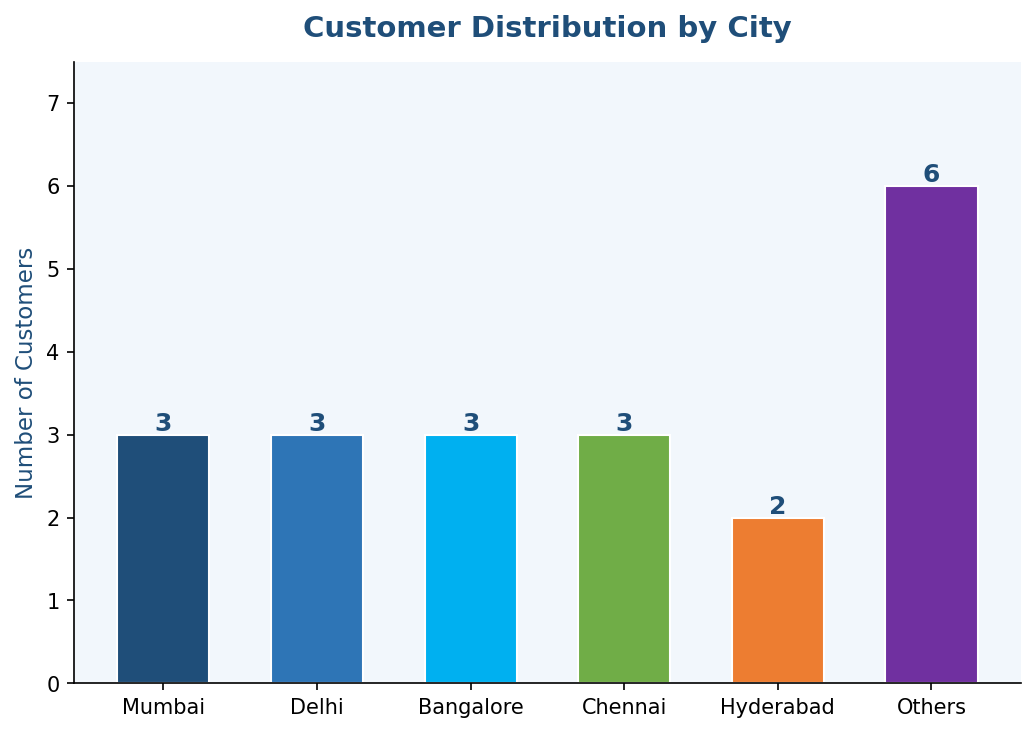 Customer Distribution by City
Number of Customers
7
6
5
4
3
2
1
0
3
3
3
3
2
6
Mumbai
Delhi
Bangalore
Chennai
Hyderabad
Others